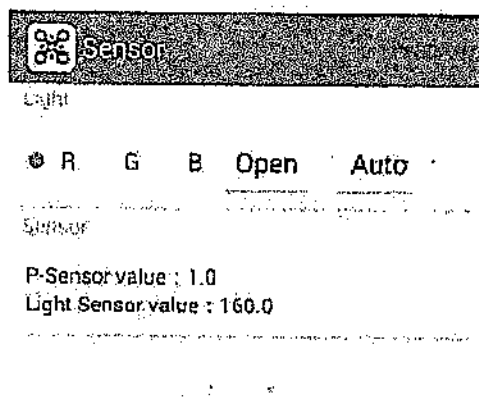 Sensor
Light
R G B Open Auto
Sensor
P-Sensor value : 1.0
Light Sensor value : 160.0